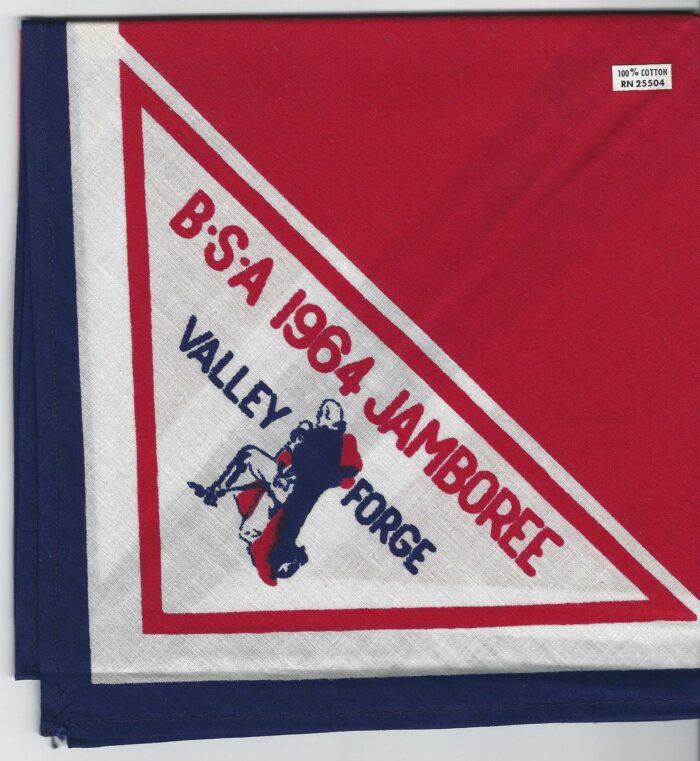 100% COTTON
RN 25504
B·S·A 1964 JAMBOREE
VALLEY FORGE